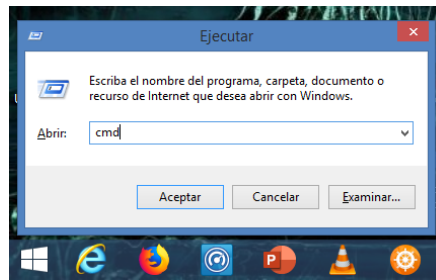 Ejecutar
Escriba el nombre del programa, carpeta, documento o
recurso de Internet que desea abrir con Windows.
Abrir: cmd
Aceptar Cancelar Examinar...
P